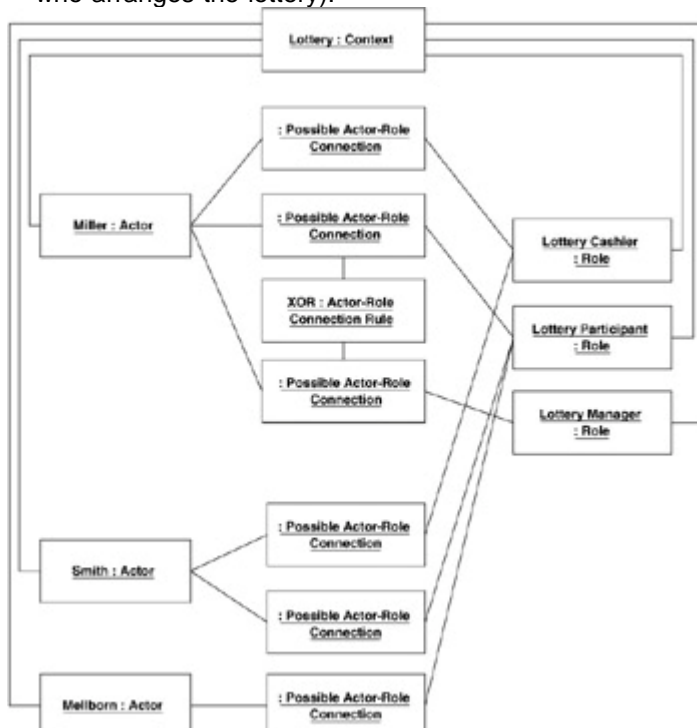 who arranges the lottery).
Lottery : Context
: Possible Actor-Role
Connection
Miller : Actor
: Possible Actor-Role
Connection
Lottery Cashier
: Role
XOR : Actor-Role
Connection Rule
Lottery Participant
: Role
: Possible Actor-Role
Connection
Lottery Manager
: Role
: Possible Actor-Role
Connection
Smith : Actor
: Possible Actor-Role
Connection
Mellborn : Actor
: Possible Actor-Role
Connection